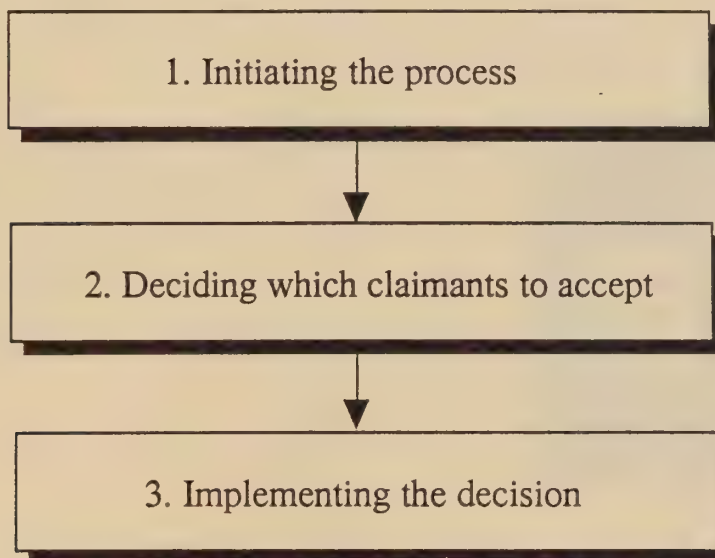 1. Initiating the process
2. Deciding which claimants to accept
3. Implementing the decision